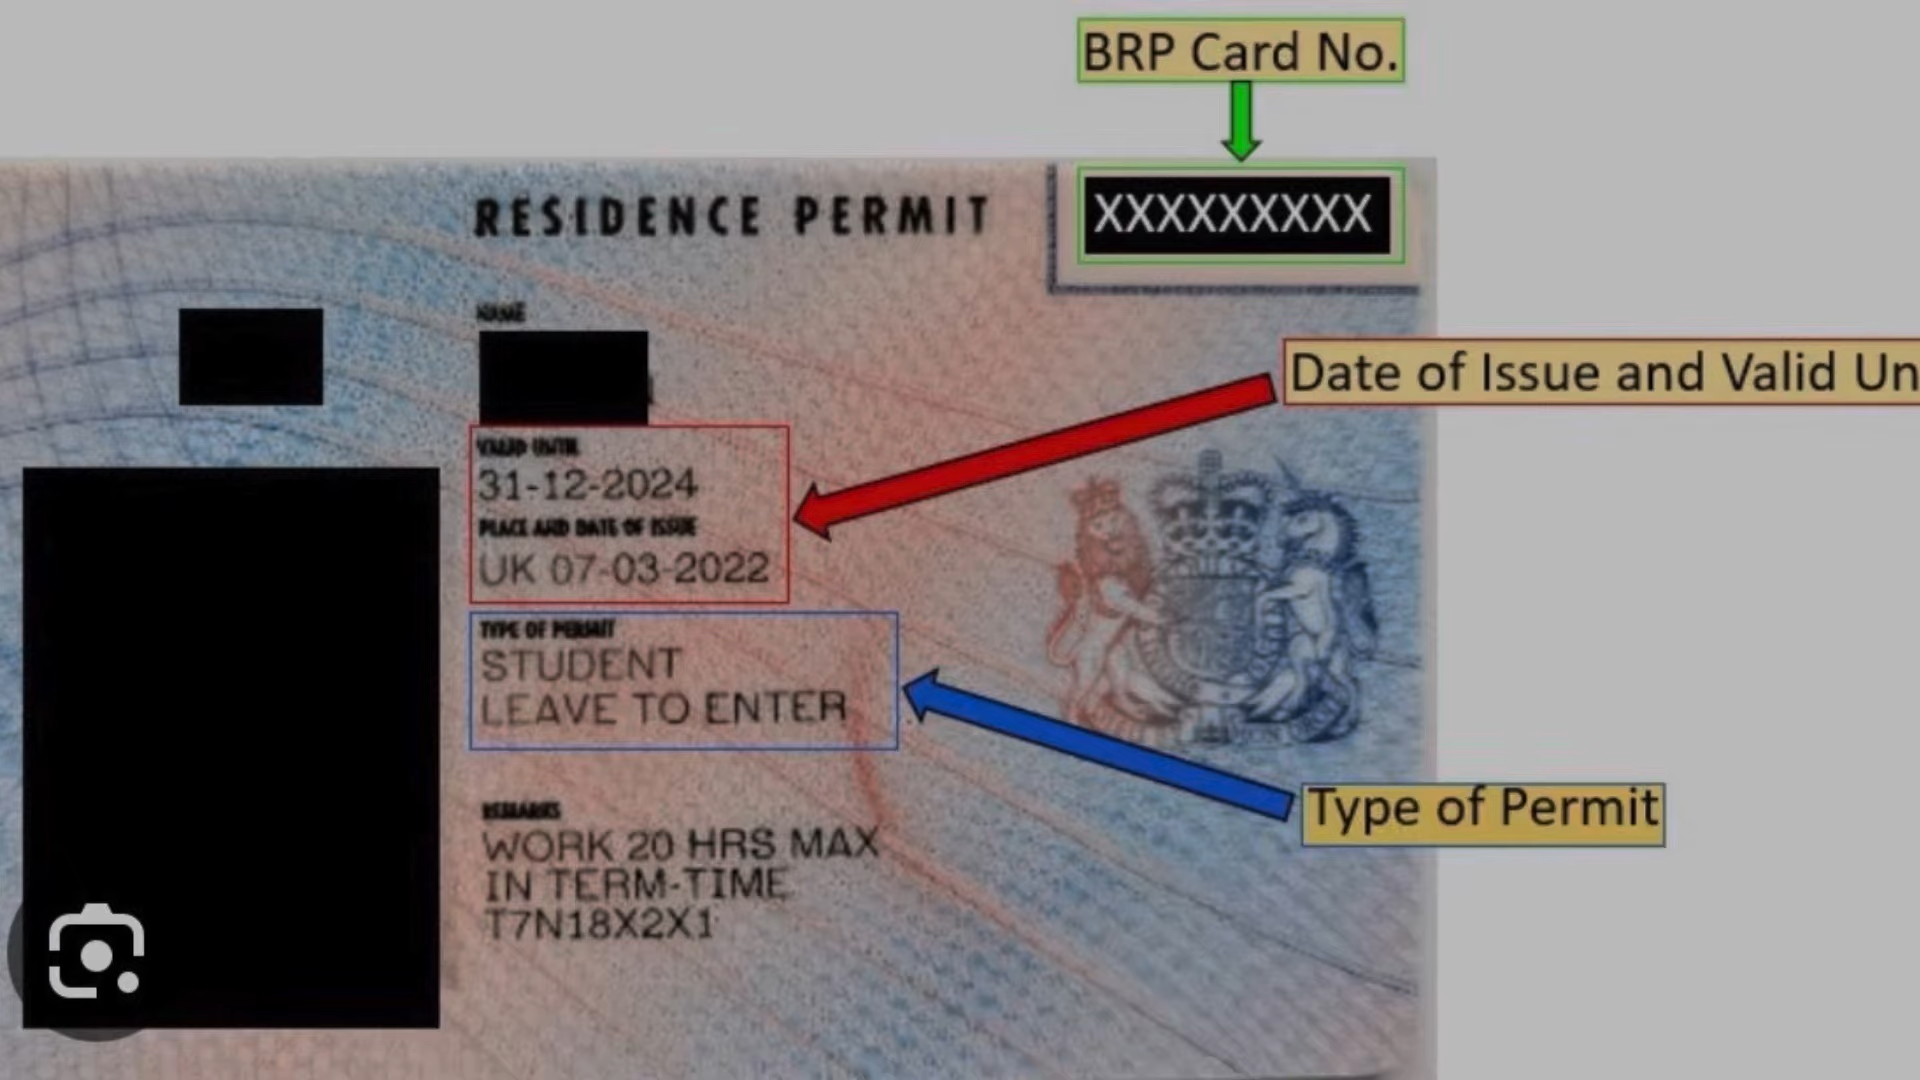 BRP Card No.
RESIDENCE PERMIT
XXXXXXXXX
NAME
Date of Issue and Valid Un
VALID UNTIL
31-12-2024
PLACE AND DATE OF ISSUE
UK 07-03-2022
TYPE OF PERMIT
STUDENT
LEAVE TO ENTER
Type of Permit
REMARKS
WORK 20 HRS MAX
IN TERM-TIME
T7N18X2X1